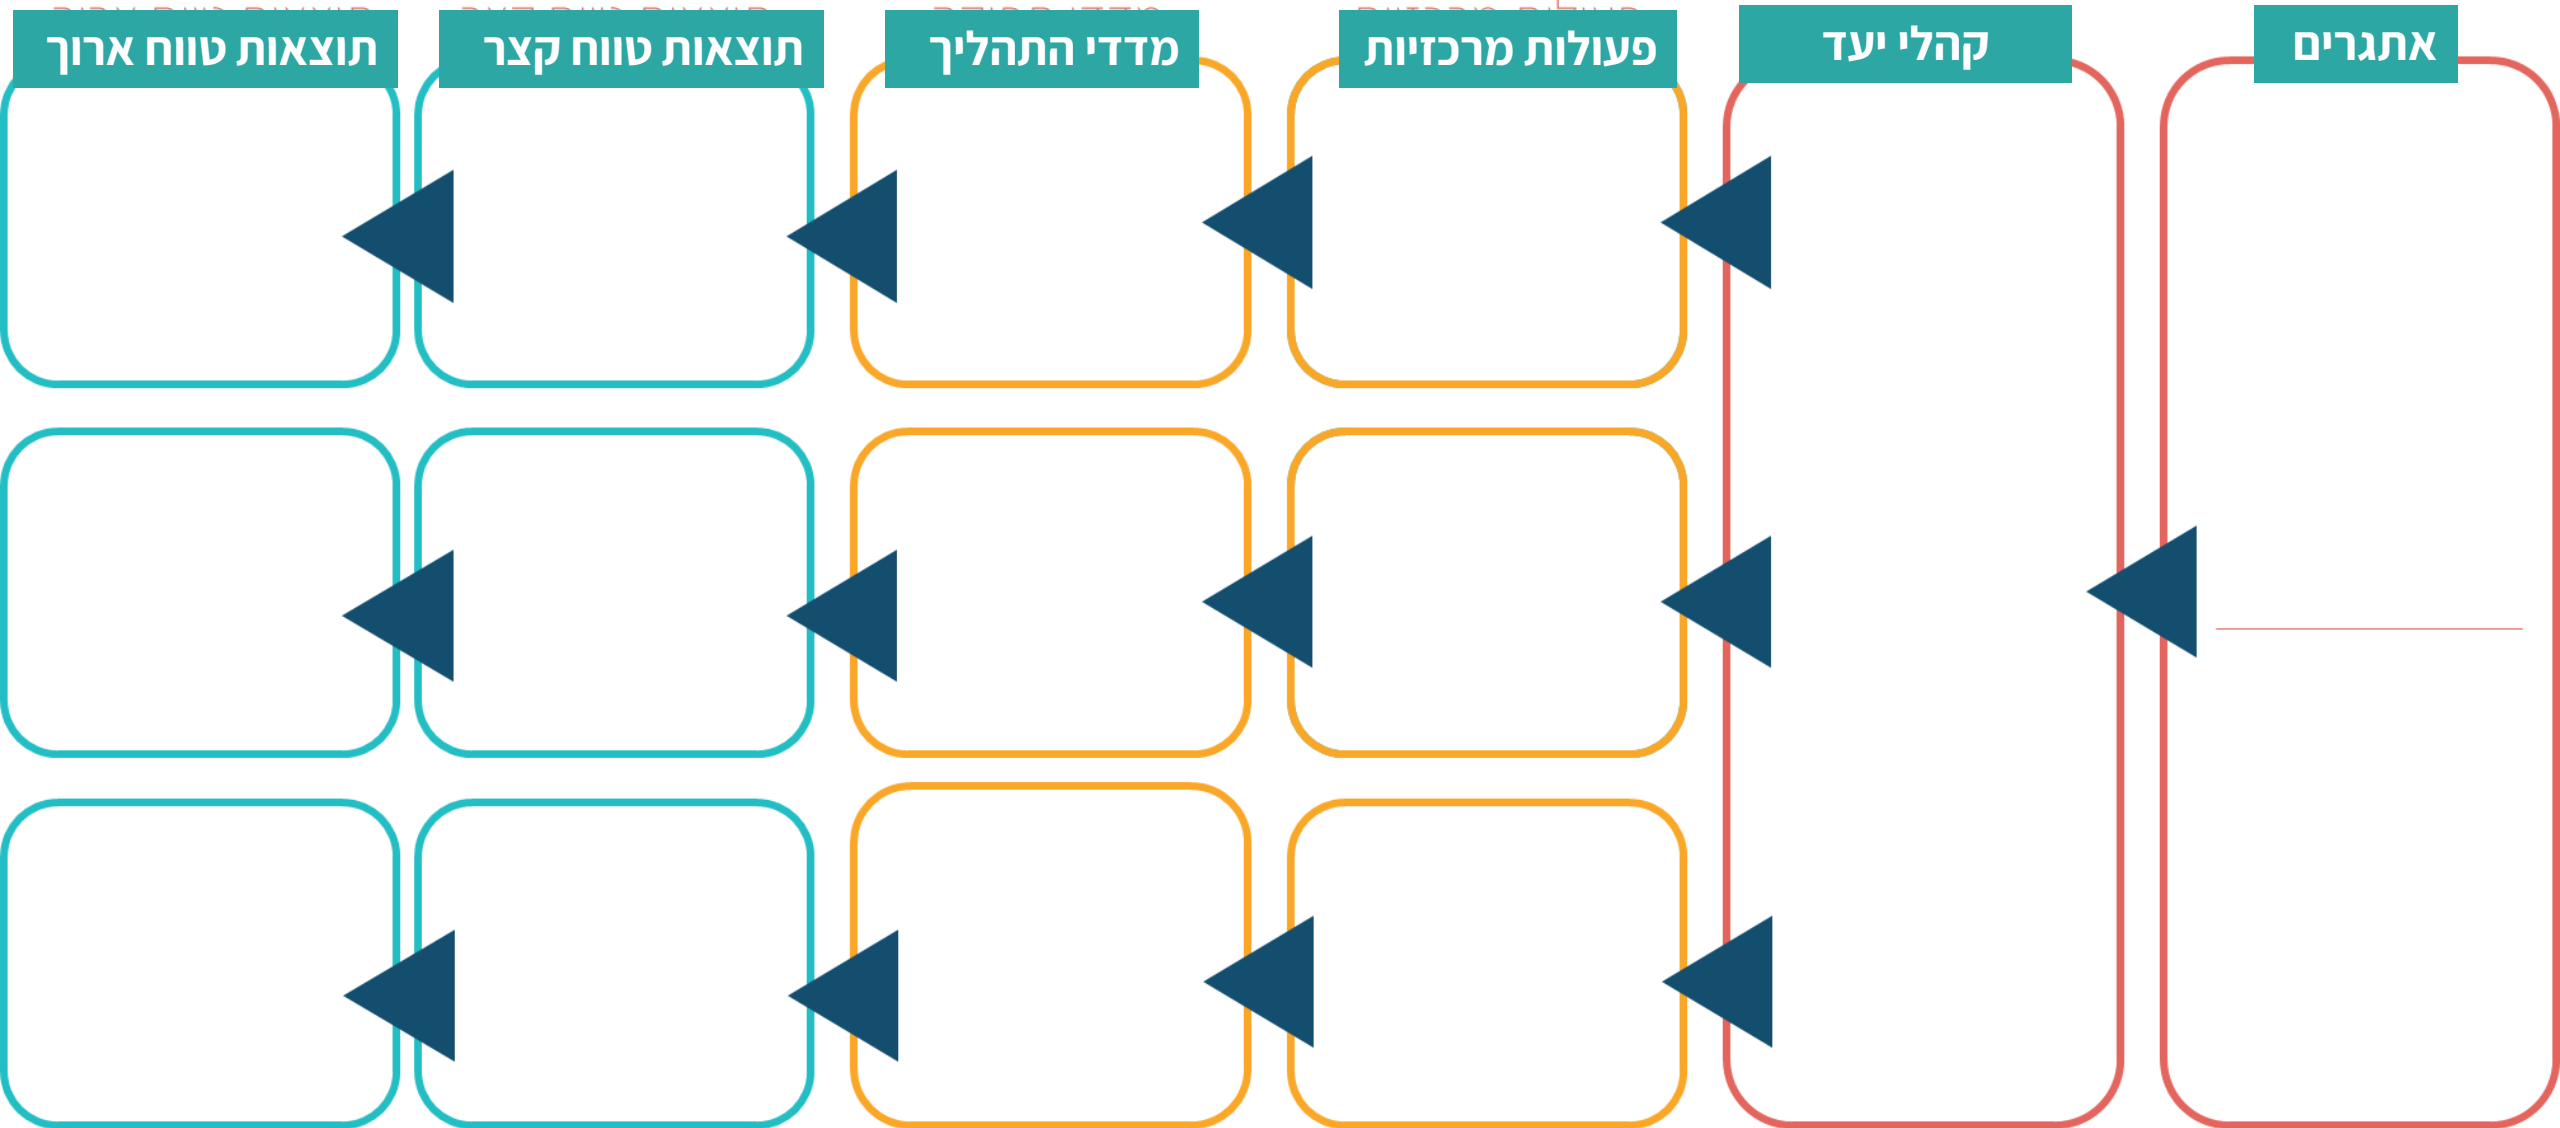 אתגרים
קהלי יעד
פעולות מרכזיות
מדדי התהליך
תוצאות טווח קצר
תוצאות טווח ארוך